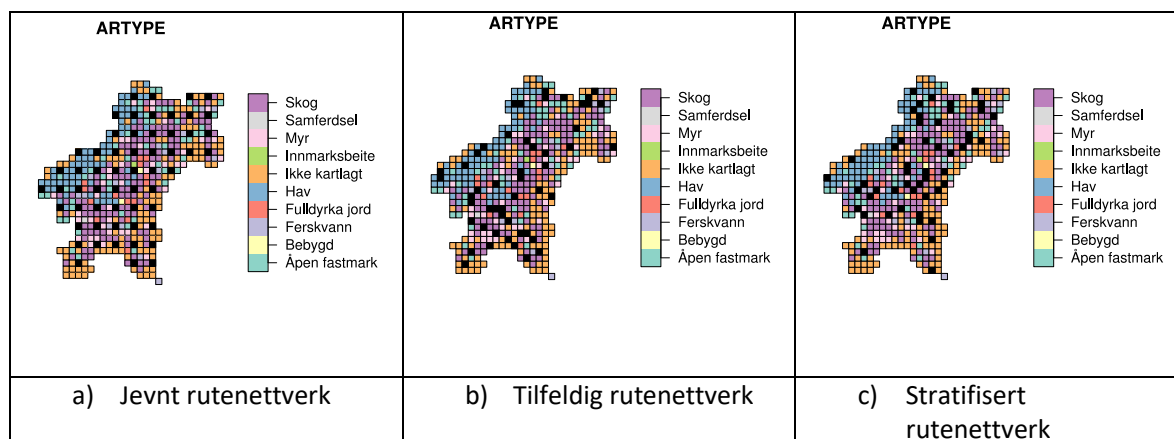 ARTYPE
Skog
Samferdsel
Myr
Innmarksbeite
Ikke kartlagt
Hav
Fulldyrka jord
Ferskvann
Bebygd
Åpen fastmark
a) Jevnt rutenettverk
ARTYPE
Skog
Samferdsel
Myr
Innmarksbeite
Ikke kartlagt
Hav
Fulldyrka jord
Ferskvann
Bebygd
Åpen fastmark
b) Tilfeldig rutenettverk
ARTYPE
Skog
Samferdsel
Myr
Innmarksbeite
Ikke kartlagt
Hav
Fulldyrka jord
Ferskvann
Bebygd
Åpen fastmark
c) Stratifisert
rutenettverk